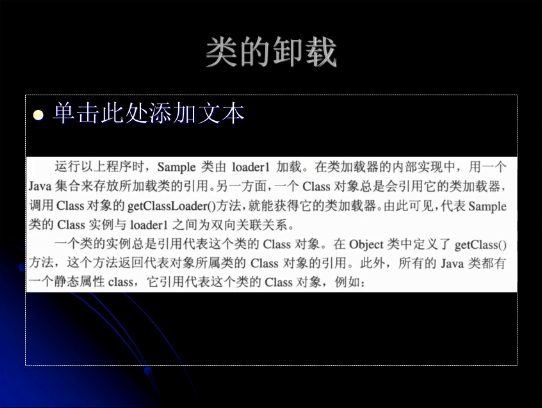 类的卸载
单击此处添加文本
运行以上程序时，Sample 类由 loader1 加载。在类加载器的内部实现中，用一个
Java 集合来存放所加载类的引用。另一方面，一个 Class 对象总是会引用它的类加载器，
调用 Class 对象的 getClassLoader()方法，就能获得它的类加载器。由此可见，代表 Sample
类的 Class 实例与 loader1 之间为双向关联关系。
一个类的实例总是引用代表这个类的 Class 对象。在 Object 类中定义了 getClass()
方法，这个方法返回代表对象所属类的 Class 对象的引用。此外，所有的 Java 类都有
一个静态属性 class，它引用代表这个类的 Class 对象，例如：